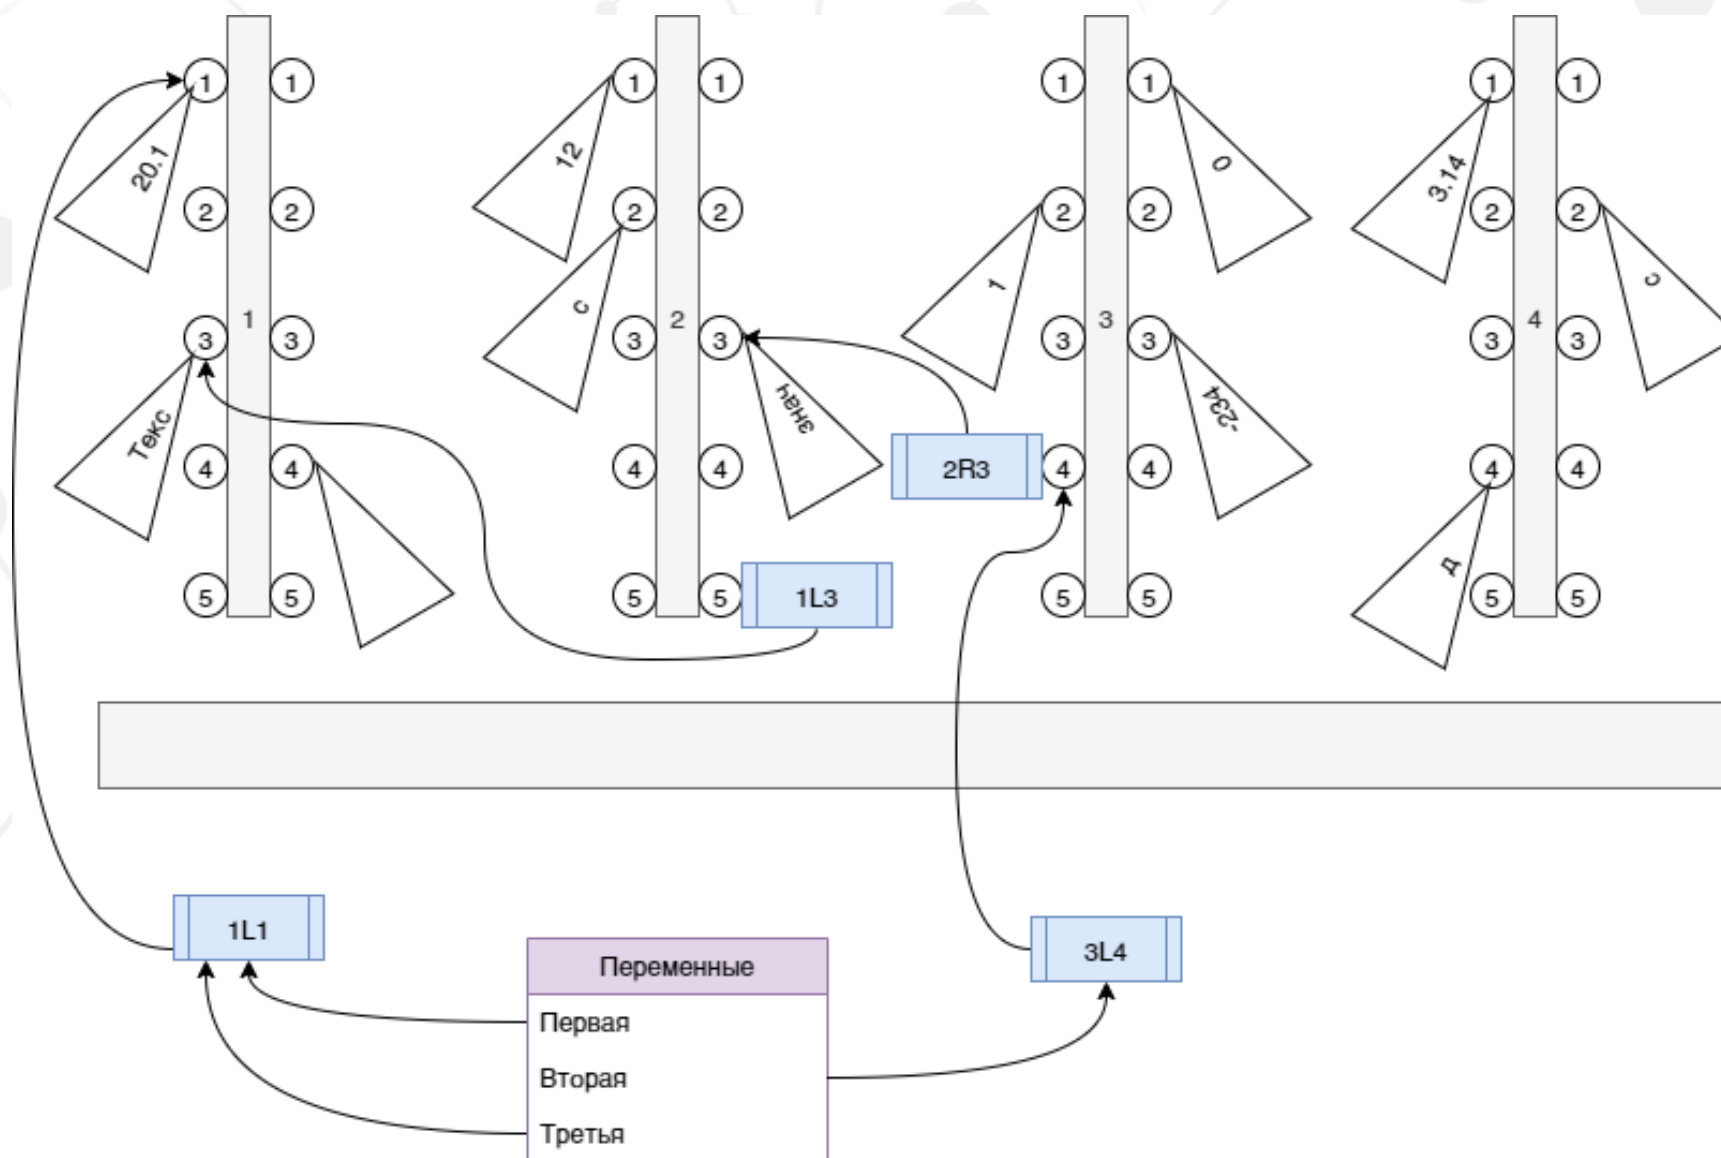 1 1 1 1 1 1 1 1
20.1 12 0 3.14
2 2 2 2 2 2 2 2
с 1 с
1 2 3 4
3 3 3 3 3 3 3 3
Текс знач -234
4 4 4 2R3 4 4 4 4 4
д
5 5 5 5 1L3 5 5 5 5
1L1
3L4
Переменные
Первая
Вторая
Третья